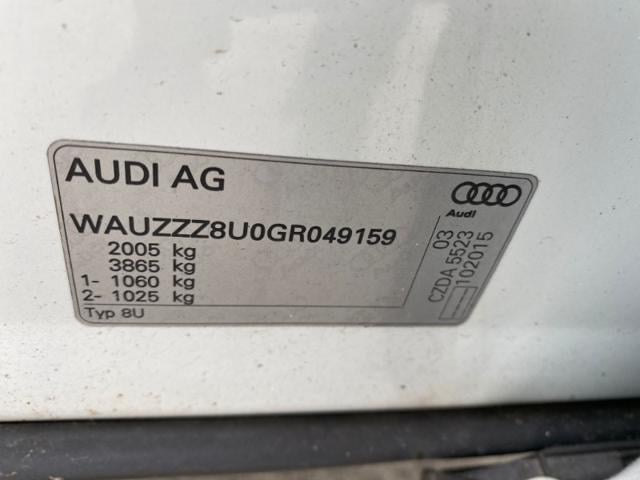 AUDI AG
Audi
WAUZZZ8U0GR049159
2005 kg
3865 kg
1- 1060 kg
2- 1025 kg
Typ 8U
03
CZDA 5523
102015